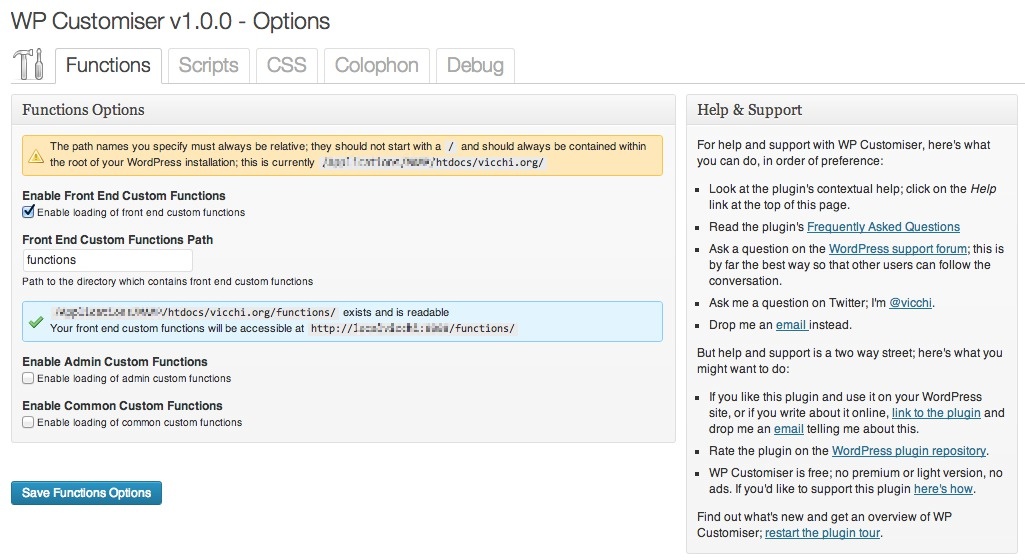 WP Customiser v1.0.0 - Options
Functions
Scripts
CSS
Colophon
Debug
Functions Options
The path names you specify must always be relative; they should not start with a / and should always be contained within
the root of your WordPress installation; this is currently /htdocs/vicchi.org/
Enable Front End Custom Functions
Enable loading of front end custom functions
Front End Custom Functions Path
functions
Path to the directory which contains front end custom functions
/htdocs/vicchi.org/functions/ exists and is readable
Your front end custom functions will be accessible at http:// /functions/
Enable Admin Custom Functions
Enable loading of admin custom functions
Enable Common Custom Functions
Enable loading of common custom functions
Save Functions Options
Help & Support
For help and support with WP Customiser, here's what
you can do, in order of preference:
Look at the plugin's contextual help; click on the Help
link at the top of this page.
Read the plugin's Frequently Asked Questions
Ask a question on the WordPress support forum; this is
by far the best way so that other users can follow the
conversation.
Ask me a question on Twitter; I'm @vicchi.
Drop me an email instead.
But help and support is a two way street; here's what you
might want to do:
If you like this plugin and use it on your WordPress
site, or if you write about it online, link to the plugin and
drop me an email telling me about this.
Rate the plugin on the WordPress plugin repository.
WP Customiser is free; no premium or light version, no
ads. If you'd like to support this plugin here's how.
Find out what's new and get an overview of WP
Customiser; restart the plugin tour.